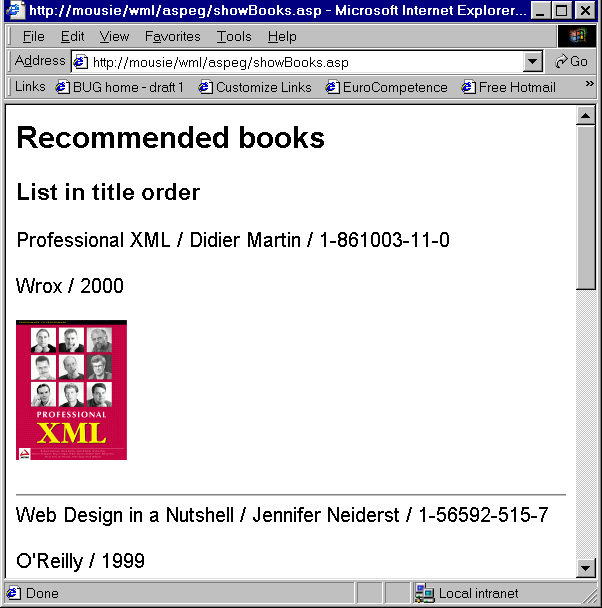 http://mousie/wml/aspeg/showBooks.asp - Microsoft Internet Explorer...
File Edit View Favorites Tools Help
Address http://mousie/wml/aspeg/showBooks.asp Go
Links BUG home - draft1 Customize Links EuroCompetence Free Hotmail »
Recommended books
List in title order
Professional XML / Didier Martin / 1-861003-11-0
Wrox / 2000
PROFESSIONAL
XML
Web Design in a Nutshell / Jennifer Neiderst / 1-56592-515-7
O'Reilly / 1999
Done Local intranet